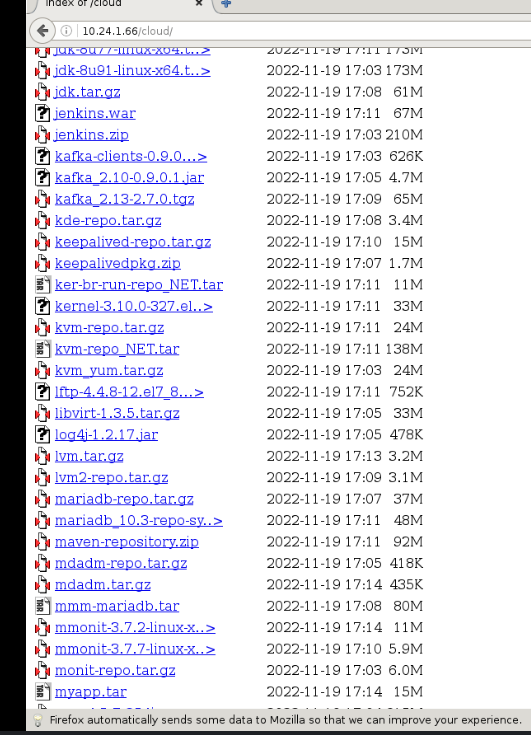 Index of /cloud
10.24.1.66/cloud/
jdk-8u77-linux-x64.t..> 2022-11-19 17:11 173M
jdk-8u91-linux-x64.t..> 2022-11-19 17:03 173M
jdk.tar.gz 2022-11-19 17:08 61M
jenkins.war 2022-11-19 17:11 67M
jenkins.zip 2022-11-19 17:03 210M
kafka-clients-0.9.0...> 2022-11-19 17:03 626K
kafka_2.10-0.9.0.1.jar 2022-11-19 17:05 4.7M
kafka_2.13-2.7.0.tgz 2022-11-19 17:09 65M
kde-repo.tar.gz 2022-11-19 17:08 3.4M
keepalived-repo.tar.gz 2022-11-19 17:10 15M
keepalivedpkg.zip 2022-11-19 17:07 1.7M
ker-br-run-repo_NET.tar 2022-11-19 17:11 11M
kernel-3.10.0-327.el..> 2022-11-19 17:11 33M
kvm-repo.tar.gz 2022-11-19 17:11 24M
kvm-repo_NET.tar 2022-11-19 17:11 138M
kvm_yum.tar.gz 2022-11-19 17:03 24M
lftp-4.4.8-12.el7_8...> 2022-11-19 17:11 752K
libvirt-1.3.5.tar.gz 2022-11-19 17:05 33M
log4j-1.2.17.jar 2022-11-19 17:05 478K
lvm.tar.gz 2022-11-19 17:13 3.2M
lvm2-repo.tar.gz 2022-11-19 17:09 3.1M
mariadb-repo.tar.gz 2022-11-19 17:07 37M
mariadb_10.3-repo-sy..> 2022-11-19 17:11 48M
maven-repository.zip 2022-11-19 17:11 92M
mdadm-repo.tar.gz 2022-11-19 17:05 418K
mdadm.tar.gz 2022-11-19 17:14 435K
mmm-mariadb.tar 2022-11-19 17:08 80M
mmonit-3.7.2-linux-x..> 2022-11-19 17:14 11M
mmonit-3.7.7-linux-x..> 2022-11-19 17:10 5.9M
monit-repo.tar.gz 2022-11-19 17:03 6.0M
myapp.tar 2022-11-19 17:14 15M
Firefox automatically sends some data to Mozilla so that we can improve your experience.